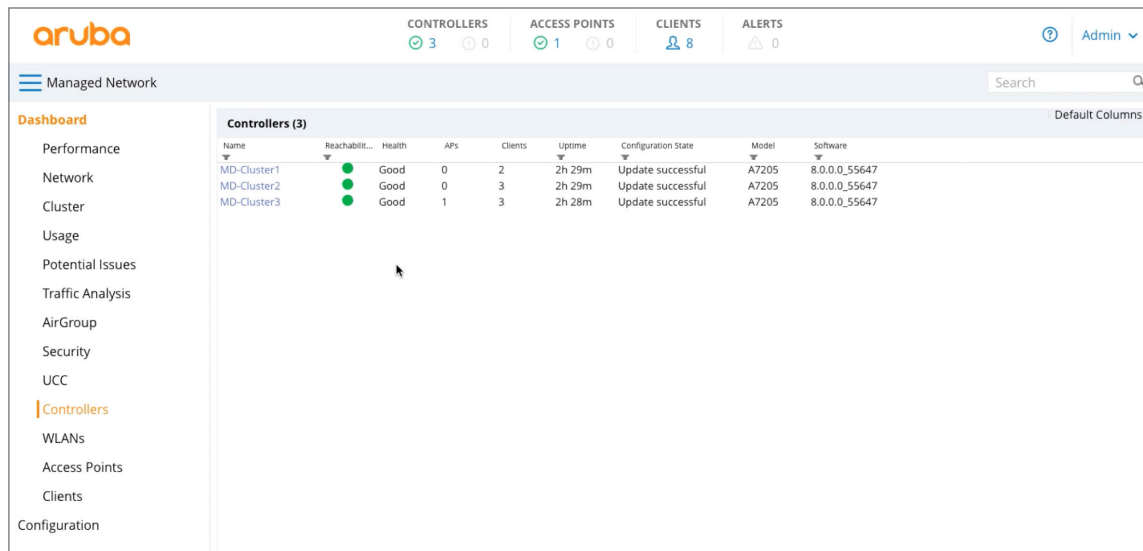 aruba
CONTROLLERS ACCESS POINTS CLIENTS ALERTS
3 0 1 0 8 0
Admin
Managed Network
Search
Dashboard
Performance
Network
Cluster
Usage
Potential Issues
Traffic Analysis
AirGroup
Security
UCC
Controllers
WLANs
Access Points
Clients
Configuration
Controllers (3)
Default Columns
Name Reachabilit... Health APs Clients Uptime Configuration State Model Software
MD-Cluster1 Good 0 2 2h 29m Update successful A7205 8.0.0.0_55647
MD-Cluster2 Good 0 3 2h 29m Update successful A7205 8.0.0.0_55647
MD-Cluster3 Good 1 3 2h 28m Update successful A7205 8.0.0.0_55647